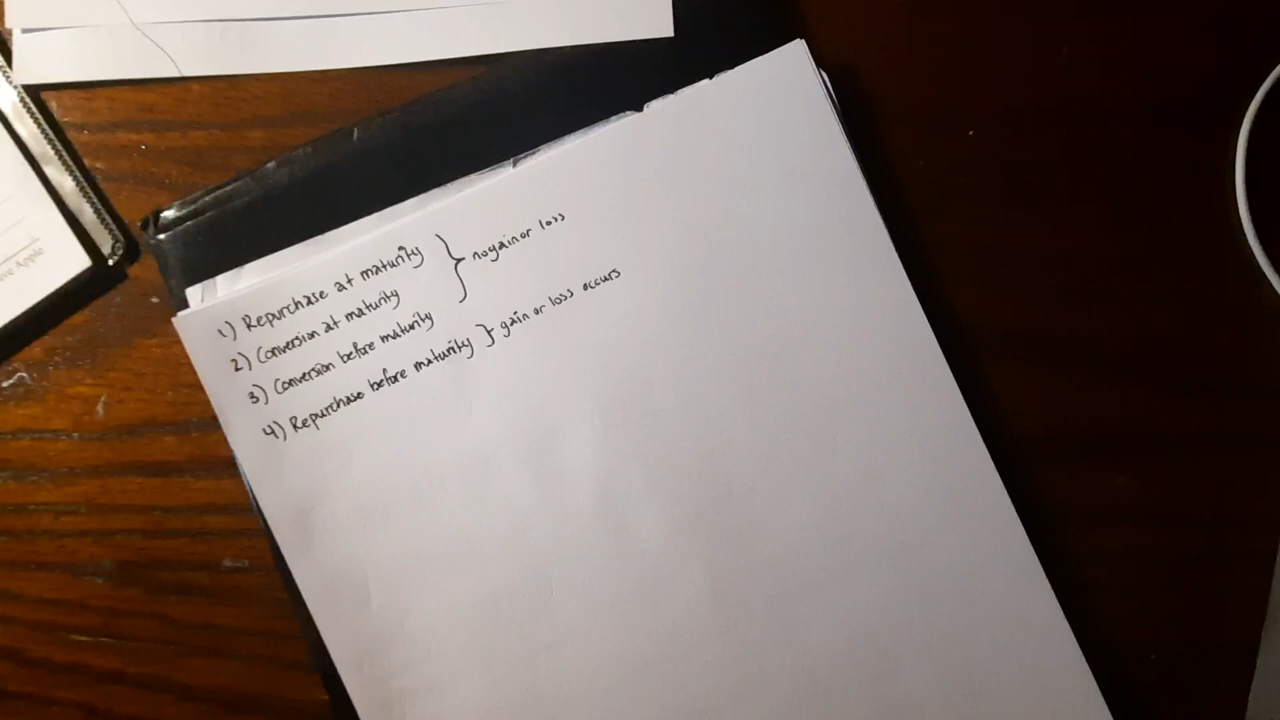 1) Repurchase at maturity
2) Conversion at maturity
3) Conversion before maturity
} no gain or loss
4) Repurchase before maturity } gain or loss occurs
Apple